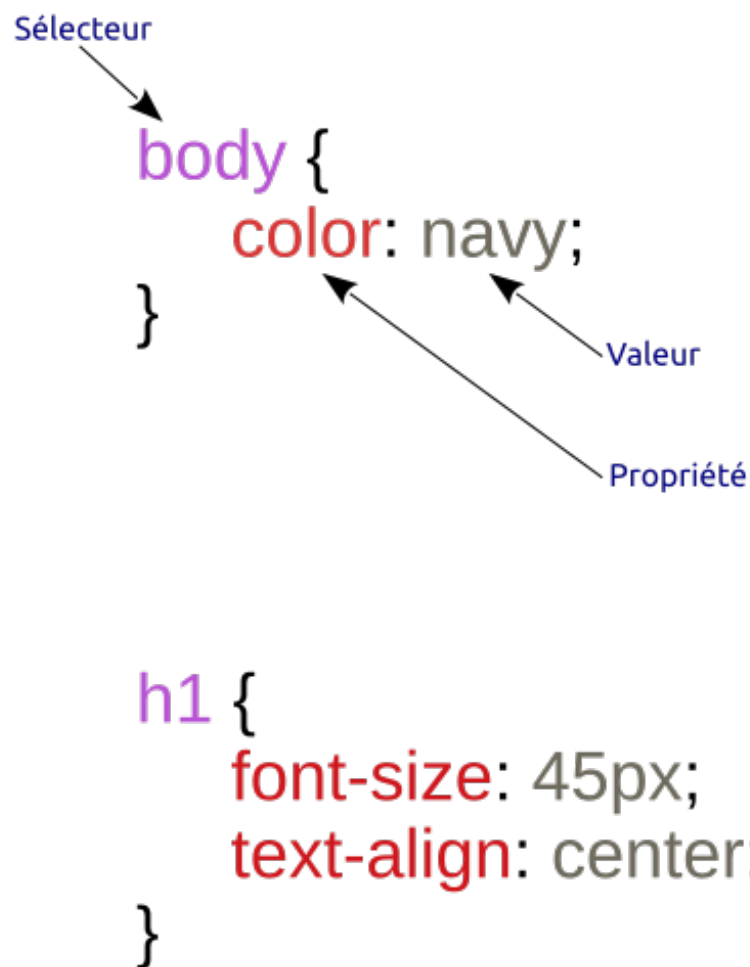 Sélecteur
body {
color: navy;
}
Valeur
Propriété
h1 {
font-size: 45px;
text-align: center;
}